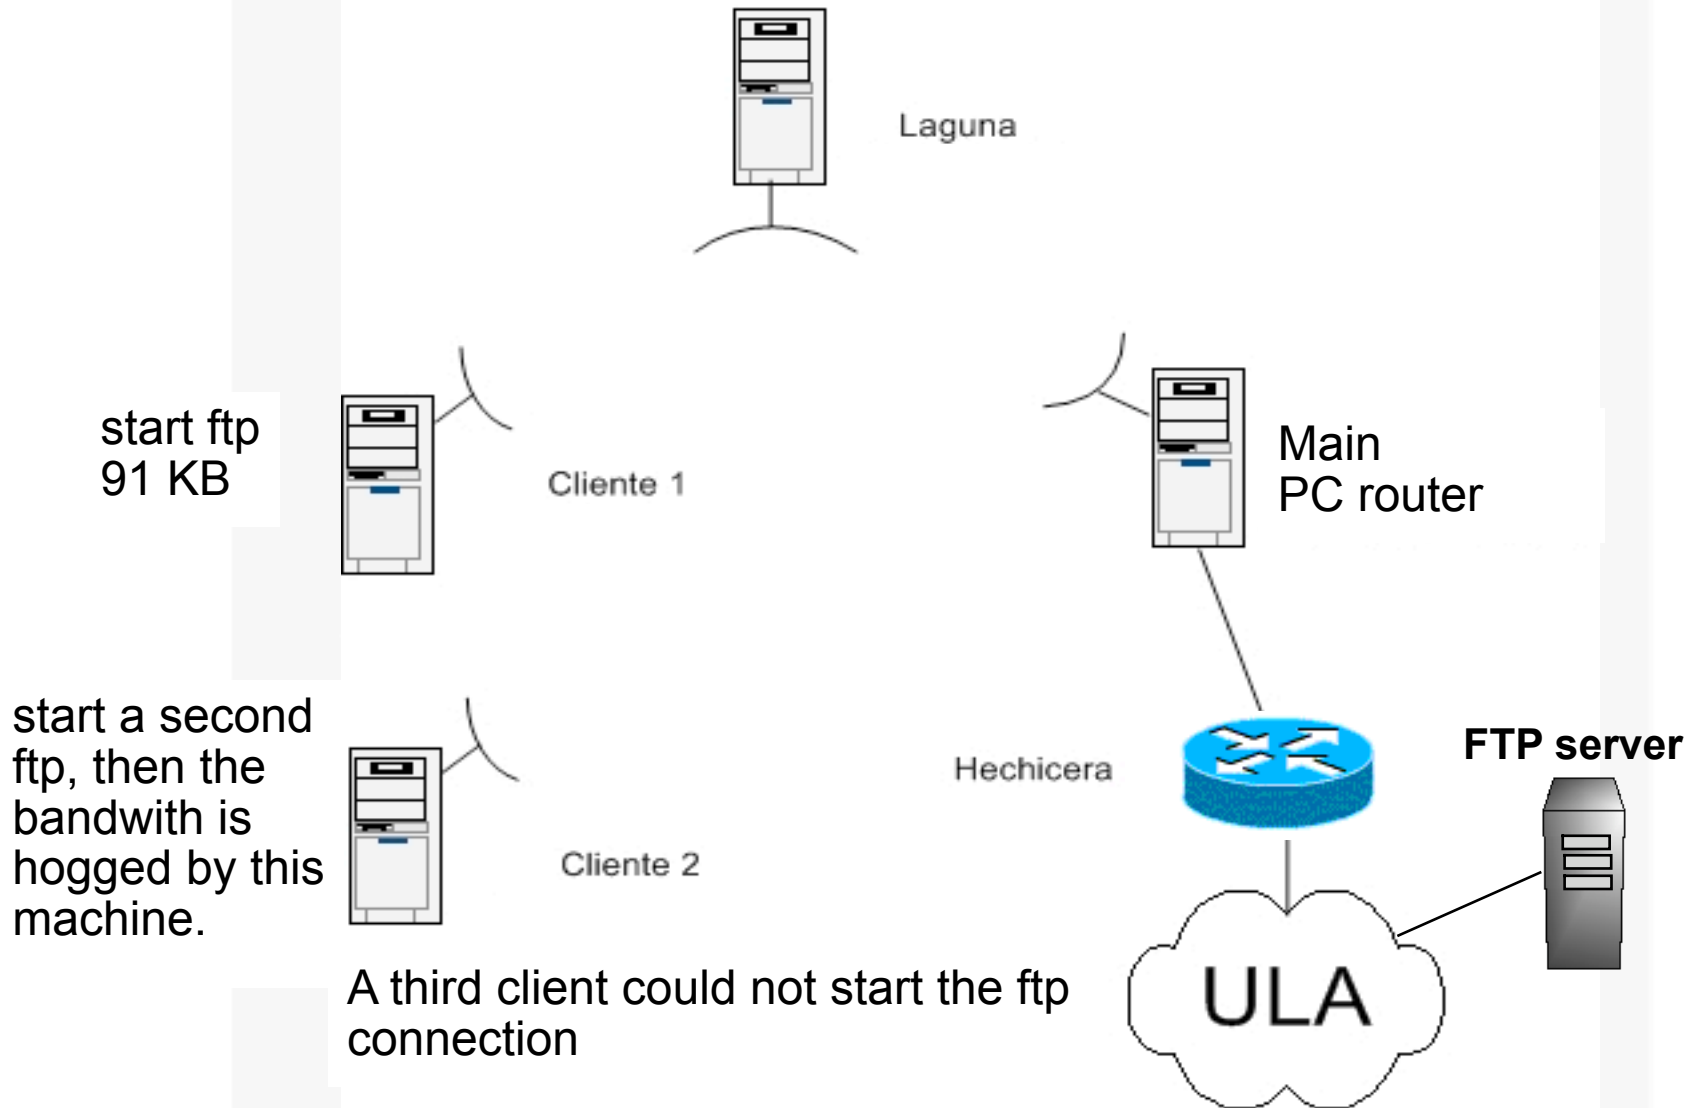 Laguna
start ftp
91 KB
Cliente 1
Main
PC router
start a second
ftp, then the
bandwith is
hogged by this
machine.
Cliente 2
Hechicera
FTP server
A third client could not start the ftp
connection
ULA